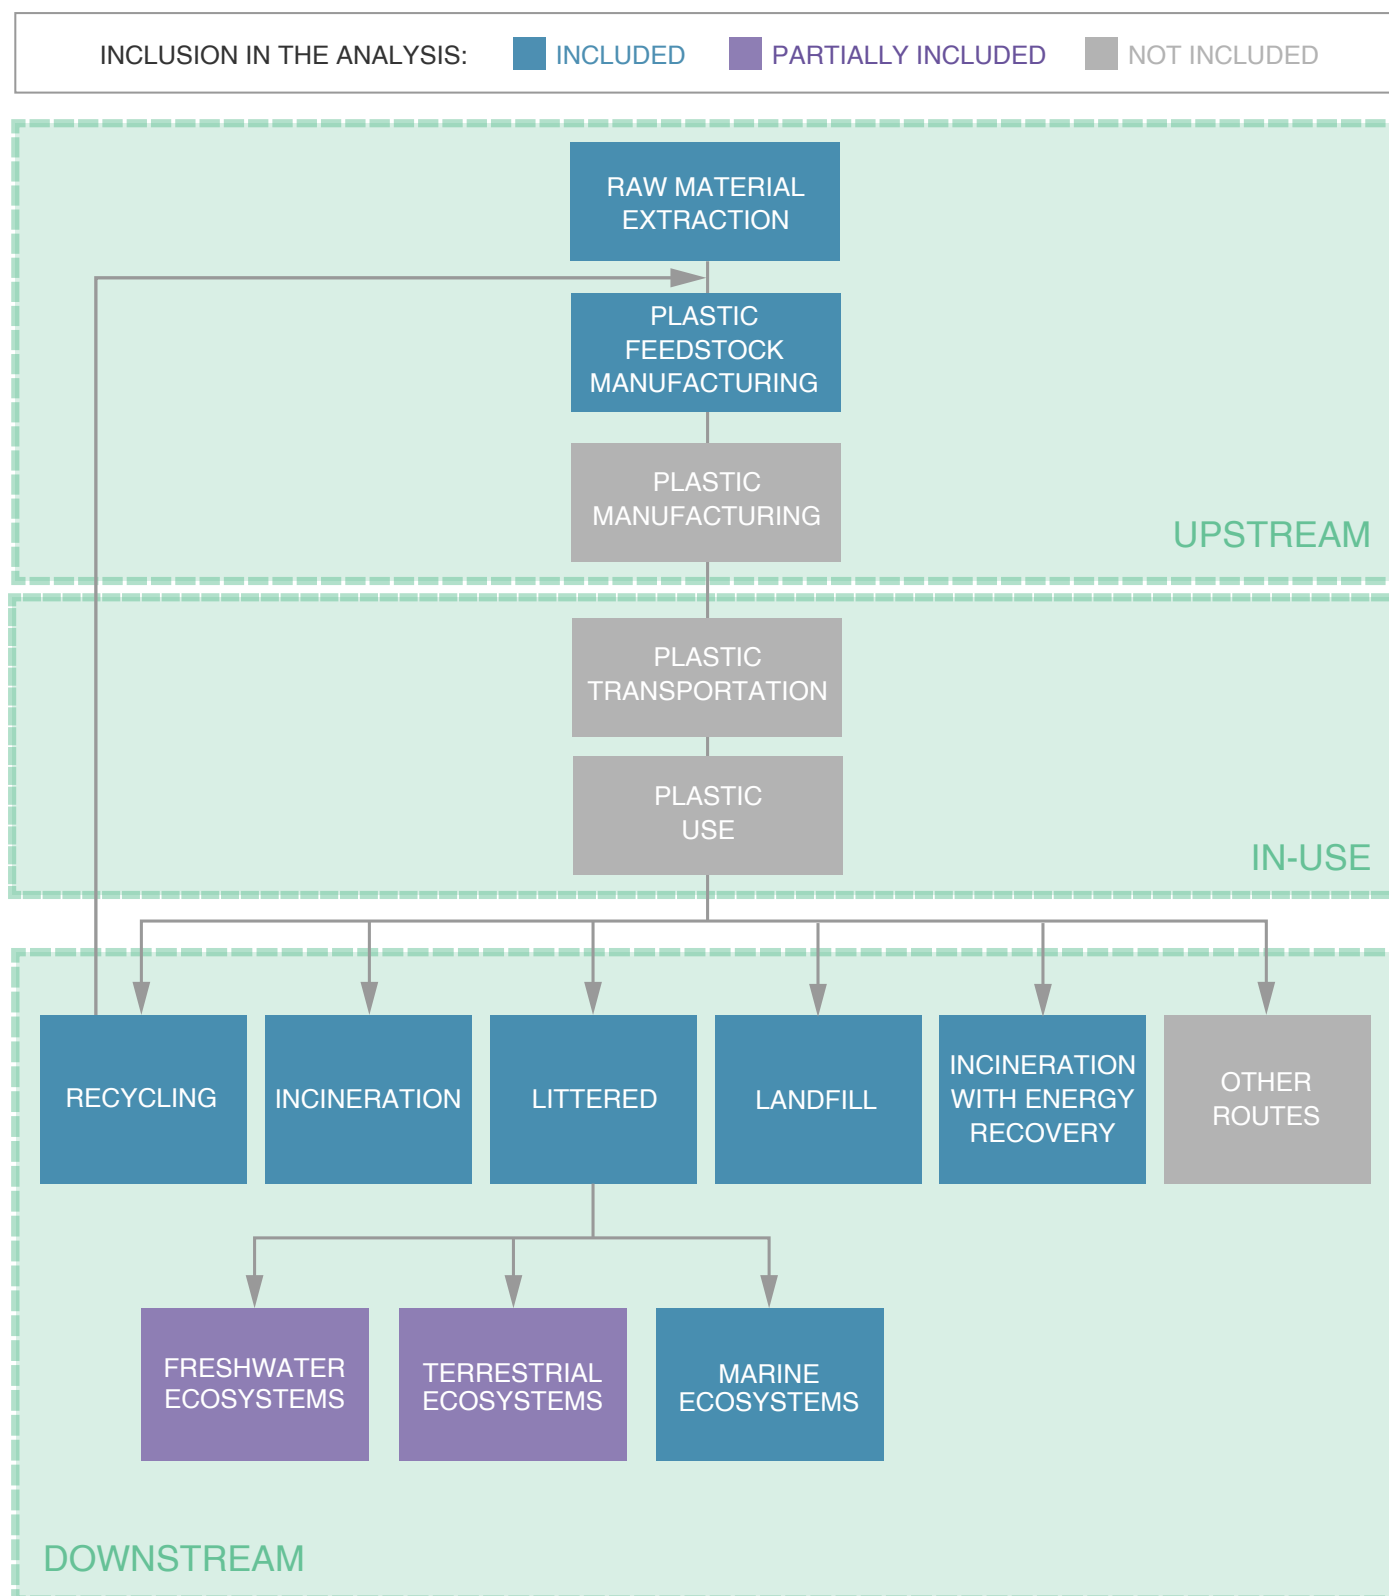 INCLUSION IN THE ANALYSIS: INCLUDED PARTIALLY INCLUDED NOT INCLUDED
RAW MATERIAL
EXTRACTION
PLASTIC
FEEDSTOCK
MANUFACTURING
PLASTIC
MANUFACTURING
UPSTREAM
PLASTIC
TRANSPORTATION
PLASTIC
USE
IN-USE
RECYCLING
INCINERATION
LITTERED
LANDFILL
INCINERATION
WITH ENERGY
RECOVERY
OTHER
ROUTES
FRESHWATER
ECOSYSTEMS
TERRESTRIAL
ECOSYSTEMS
MARINE
ECOSYSTEMS
DOWNSTREAM